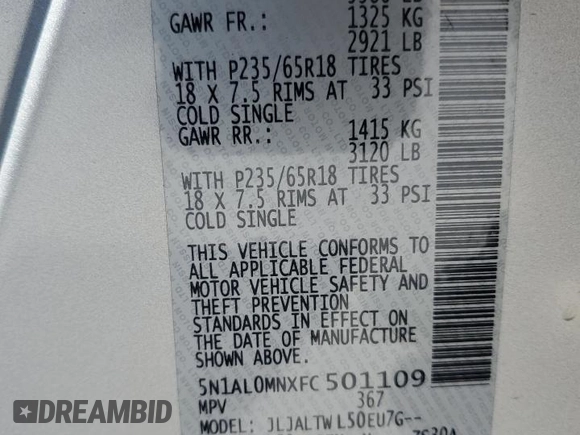 GAWR FR.: 1325 KG
2921 LB
WITH P235/65R18 TIRES
18 X 7.5 RIMS AT 33 PSI
COLD SINGLE
GAWR RR.: 1415 KG
3120 LB
WITH P235/65R18 TIRES
18 X 7.5 RIMS AT 33 PSI
COLD SINGLE
THIS VEHICLE CONFORMS TO
ALL APPLICABLE FEDERAL
MOTOR VEHICLE SAFETY AND
THEFT PREVENTION
STANDARDS IN EFFECT ON
THE DATE OF MANUFACTURE
SHOWN ABOVE.
5N1AL0MNXFC501109
MPV 367
MODEL: JLJALTWL50EU7G--
DREAMBID
DREAMBID